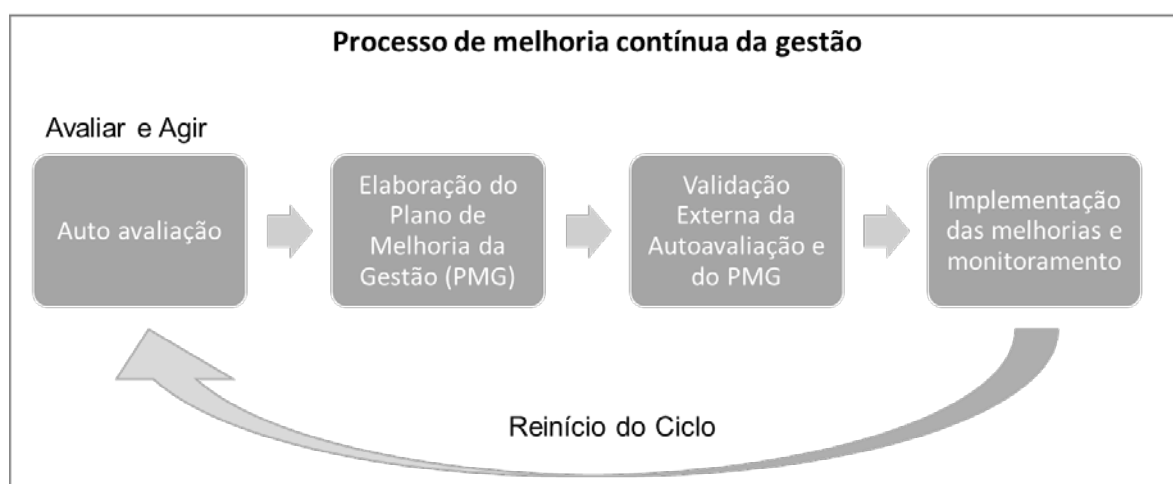 Processo de melhoria contínua da gestão
Avaliar e Agir
Auto avaliação
Elaboração do
Plano de
Melhoria da
Gestão (PMG)
Validação
Externa da
Autoavaliação e
do PMG
Implementação
das melhorias e
monitoramento
Reinício do Ciclo